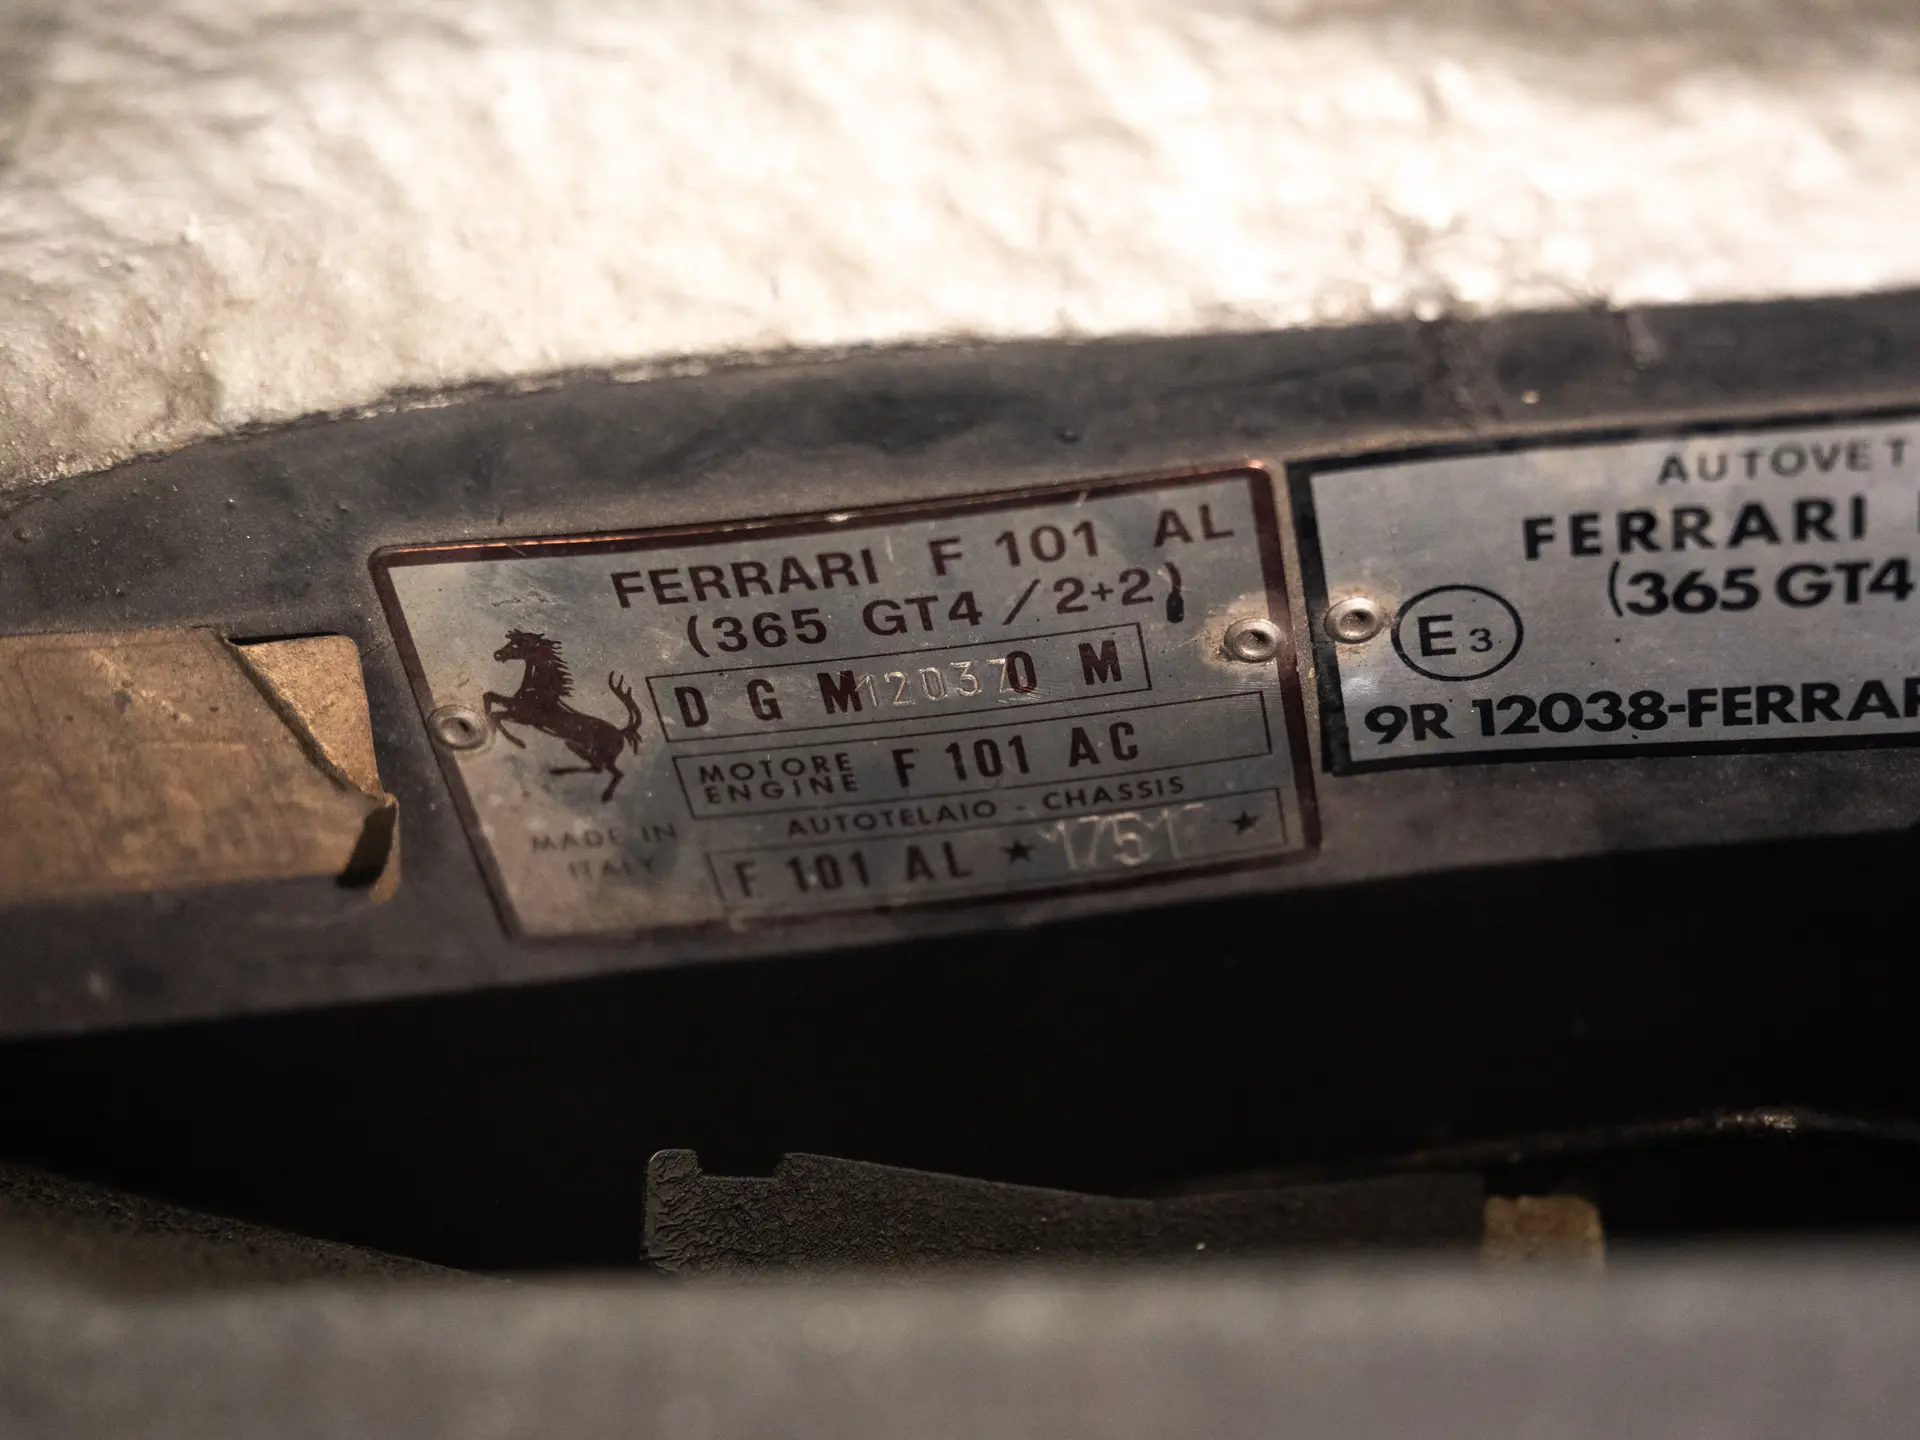 FERRARI F 101 AL
(365 GT4/2+2)
D G M 12037 O M
MOTORE
ENGINE
F 101 AC
AUTOTELAIO - CHASSIS
MADE IN
ITALY
F 101 AL ★ ★
AUTOVET
FERRARI
(365 GT4
E3
9R 12038-FERRAR